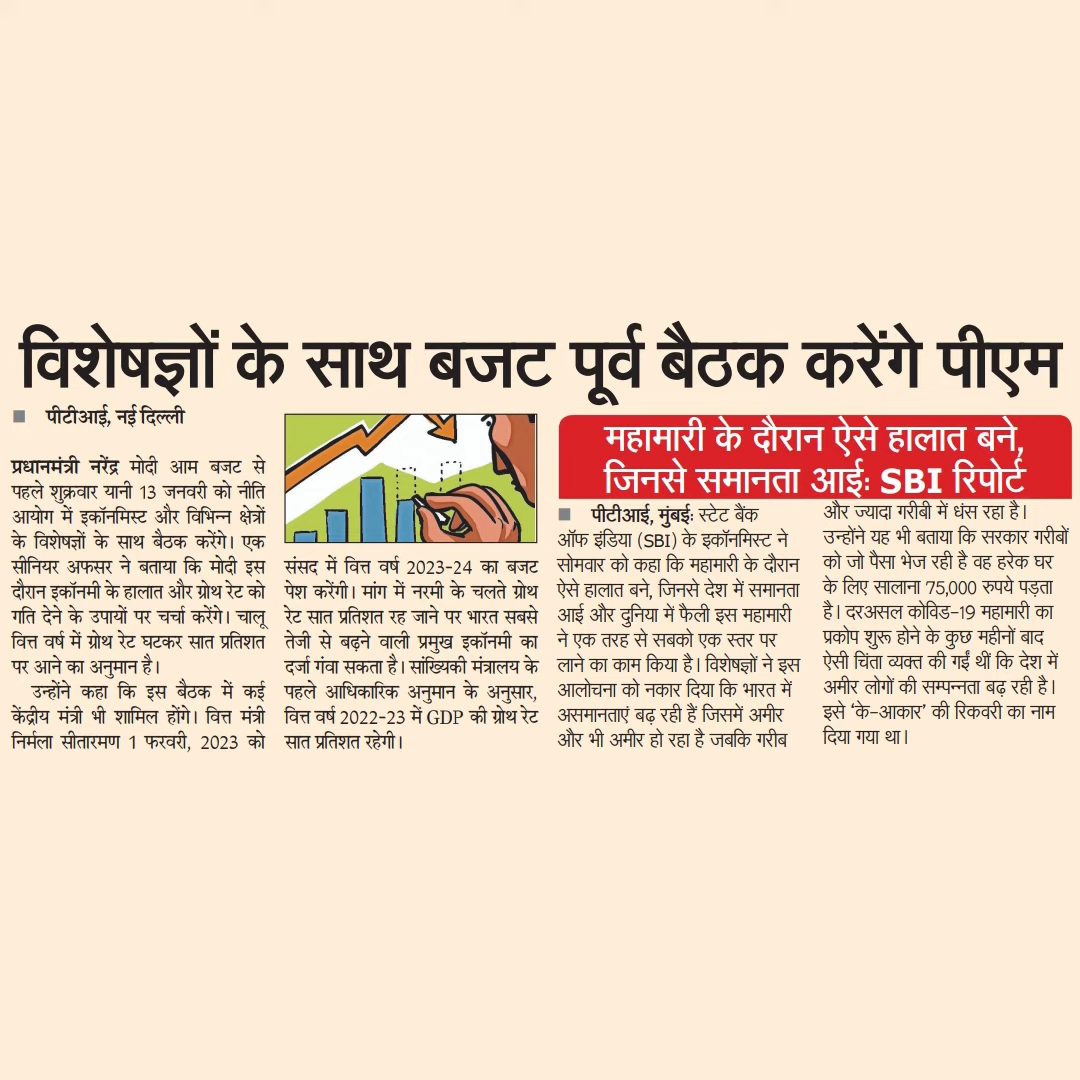 विशेषज्ञों के साथ बजट पूर्व बैठक करेंगे पीएम
■ पीटीआई, नई दिल्ली
प्रधानमंत्री नरेंद्र मोदी आम बजट से
पहले शुक्रवार यानी 13 जनवरी को नीति
आयोग में इकॉनमिस्ट और विभिन्न क्षेत्रों
के विशेषज्ञों के साथ बैठक करेंगे। एक
सीनियर अफसर ने बताया कि मोदी इस
दौरान इकॉनमी के हालात और ग्रोथ रेट को
गति देने के उपायों पर चर्चा करेंगे। चालू
वित्त वर्ष में ग्रोथ रेट घटकर सात प्रतिशत
पर आने का अनुमान है।
उन्होंने कहा कि इस बैठक में कई
केंद्रीय मंत्री भी शामिल होंगे। वित्त मंत्री
निर्मला सीतारमण 1 फरवरी, 2023 को
संसद में वित्त वर्ष 2023-24 का बजट
पेश करेंगी। मांग में नरमी के चलते ग्रोथ
रेट सात प्रतिशत रह जाने पर भारत सबसे
तेजी से बढ़ने वाली प्रमुख इकॉनमी का
दर्जा गंवा सकता है। सांख्यिकी मंत्रालय के
पहले आधिकारिक अनुमान के अनुसार,
वित्त वर्ष 2022-23 में GDP की ग्रोथ रेट
सात प्रतिशत रहेगी।
महामारी के दौरान ऐसे हालात बने,
जिनसे समानता आई: SBI रिपोर्ट
■ पीटीआई, मुंबई: स्टेट बैंक
ऑफ इंडिया (SBI) के इकॉनमिस्ट ने
सोमवार को कहा कि महामारी के दौरान
ऐसे हालात बने, जिनसे देश में समानता
आई और दुनिया में फैली इस महामारी
ने एक तरह से सबको एक स्तर पर
लाने का काम किया है। विशेषज्ञों ने इस
आलोचना को नकार दिया कि भारत में
असमानताएं बढ़ रही हैं जिसमें अमीर
और भी अमीर हो रहा है जबकि गरीब
और ज्यादा गरीबी में धंस रहा है।
उन्होंने यह भी बताया कि सरकार गरीबों
को जो पैसा भेज रही है वह हरेक घर
के लिए सालाना 75,000 रुपये पड़ता
है। दरअसल कोविड-19 महामारी का
प्रकोप शुरू होने के कुछ महीनों बाद
ऐसी चिंता व्यक्त की गईं थीं कि देश में
अमीर लोगों की सम्पन्नता बढ़ रही है।
इसे ‘के-आकार’ की रिकवरी का नाम
दिया गया था।